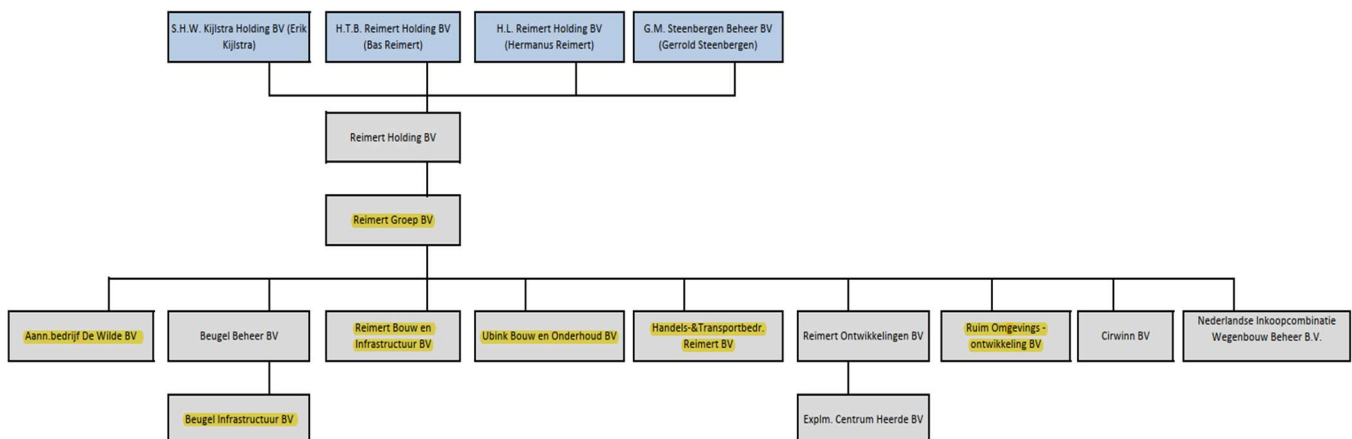 S.H.W. Kijlstra Holding BV (Erik
Kijlstra)
H.T.B. Reimert Holding BV
(Bas Reimert)
H.L. Reimert Holding BV
(Hermanus Reimert)
G.M. Steenbergen Beheer BV
(Gerrold Steenbergen)
Reimert Holding BV
Reimert Groep BV
Aann.bedrijf De Wilde BV
Beugel Beheer BV
Reimert Bouw en
Infrastructuur BV
Ubink Bouw en Onderhoud BV
Handels-&Transportbedr.
Reimert BV
Reimert Ontwikkelingen BV
Ruim Omgevings -
ontwikkeling BV
Cirwinn BV
Nederlandse Inkoopcombinatie
Wegenbouw Beheer B.V.
Beugel Infrastructuur BV
Explm. Centrum Heerde BV